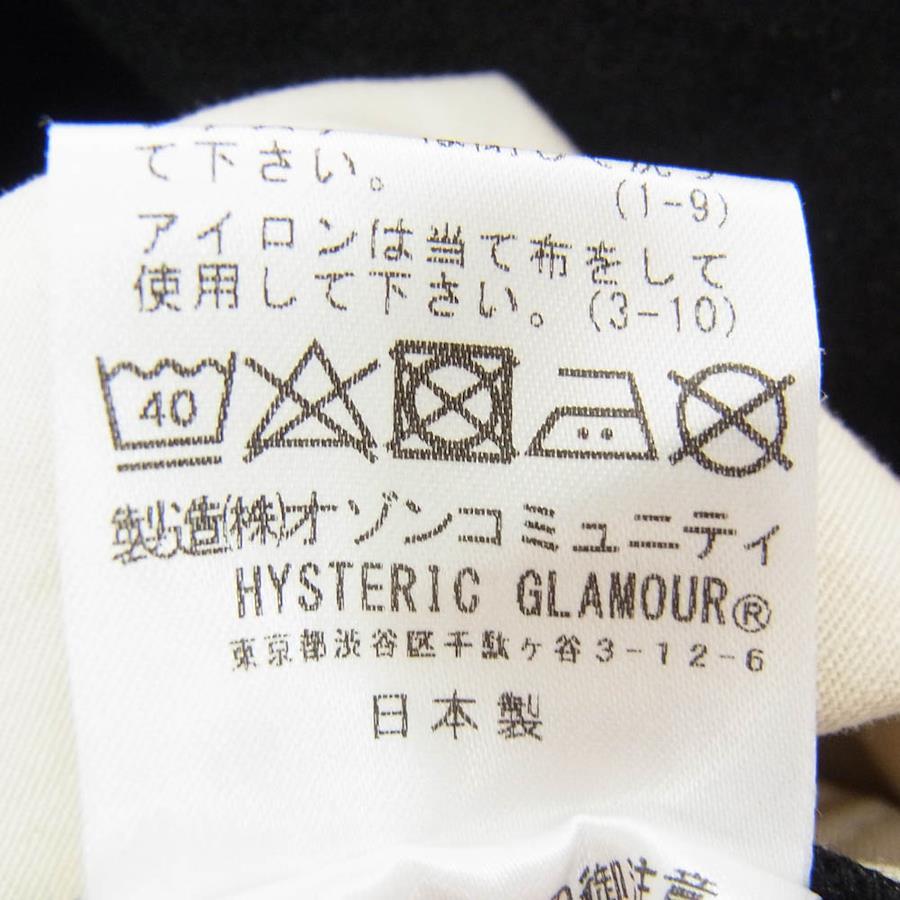 て下さい。
(1-9)
アイロンは当て布をして
使用して下さい。(3-10)
40
製造(株)オゾンコミュニティ
HYSTERIC GLAMOUR®
東京都渋谷区千駄ヶ谷3-12-6
日本製
御注意